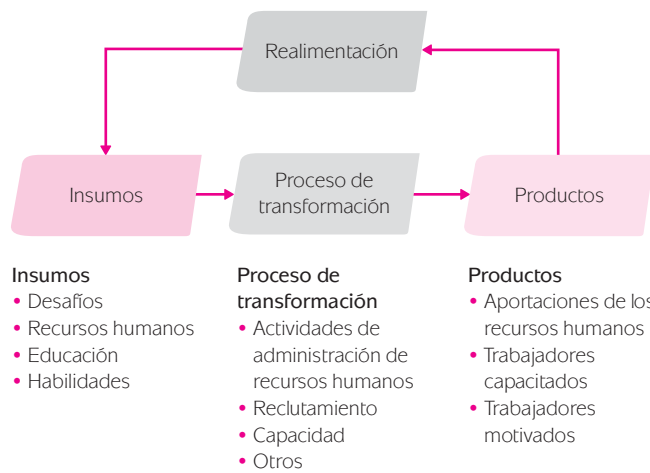 Realimentación
Insumos
Proceso de
transformación
Productos
Insumos
• Desafíos
• Recursos humanos
• Educación
• Habilidades
Proceso de
transformación
• Actividades de
administración de
recursos humanos
• Reclutamiento
• Capacidad
• Otros
Productos
• Aportaciones de los
recursos humanos
• Trabajadores
capacitados
• Trabajadores
motivados